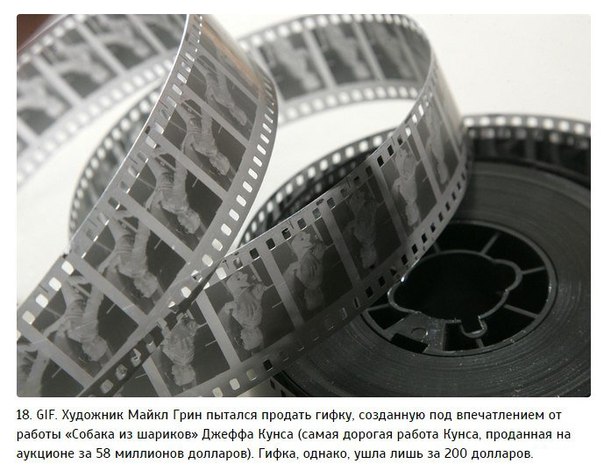 18. GIF. Художник Майкл Грин пытался продать гифку, созданную под впечатлением от
работы «Собака из шариков» Джеффа Кунса (самая дорогая работа Кунса, проданная на
аукционе за 58 миллионов долларов). Гифка, однако, ушла лишь за 200 долларов.